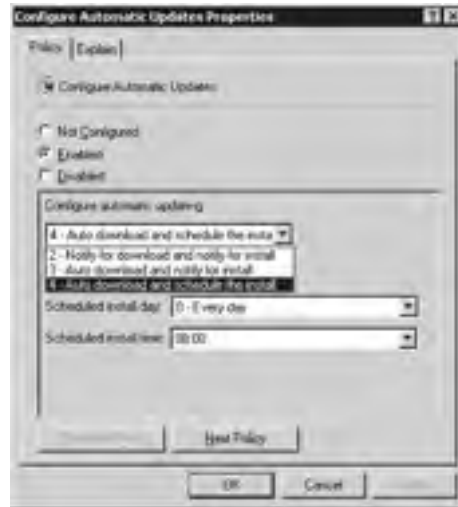 Configure Automatic Updates Properties
Policy Explain
Configure Automatic Updates
Not Configured
Enabled
Disabled
Configure automatic updating:
4 - Auto download and schedule the insta
2 - Notify for download and notify for install
3 - Auto download and notify for install
4 - Auto download and schedule the install
Scheduled install day: 0 - Every day
Scheduled install time: 08:00
Next Policy
OK Cancel